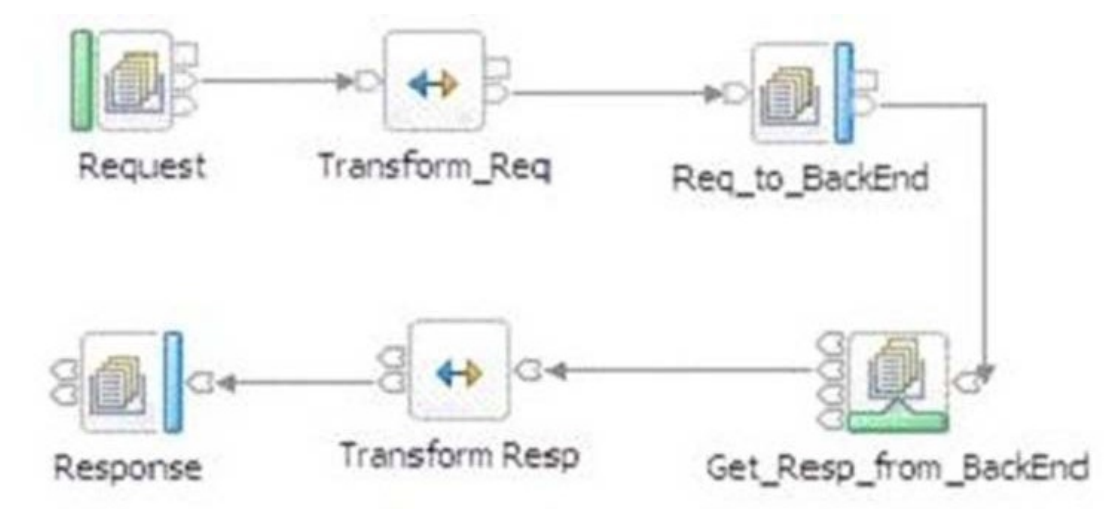 Request
Transform_Req
Req_to_BackEnd
Response
Transform Resp
Get_Resp_from_BackEnd